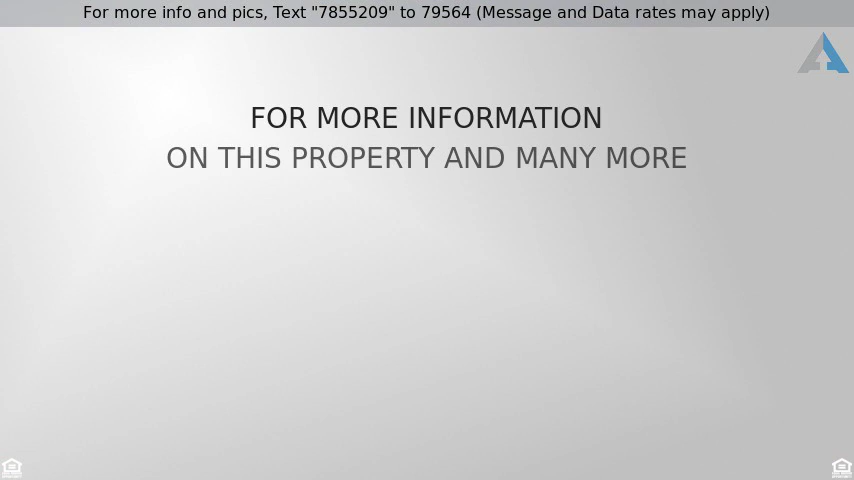 For more info and pics, Text "7855209" to 79564 (Message and Data rates may apply)
FOR MORE INFORMATION
ON THIS PROPERTY AND MANY MORE